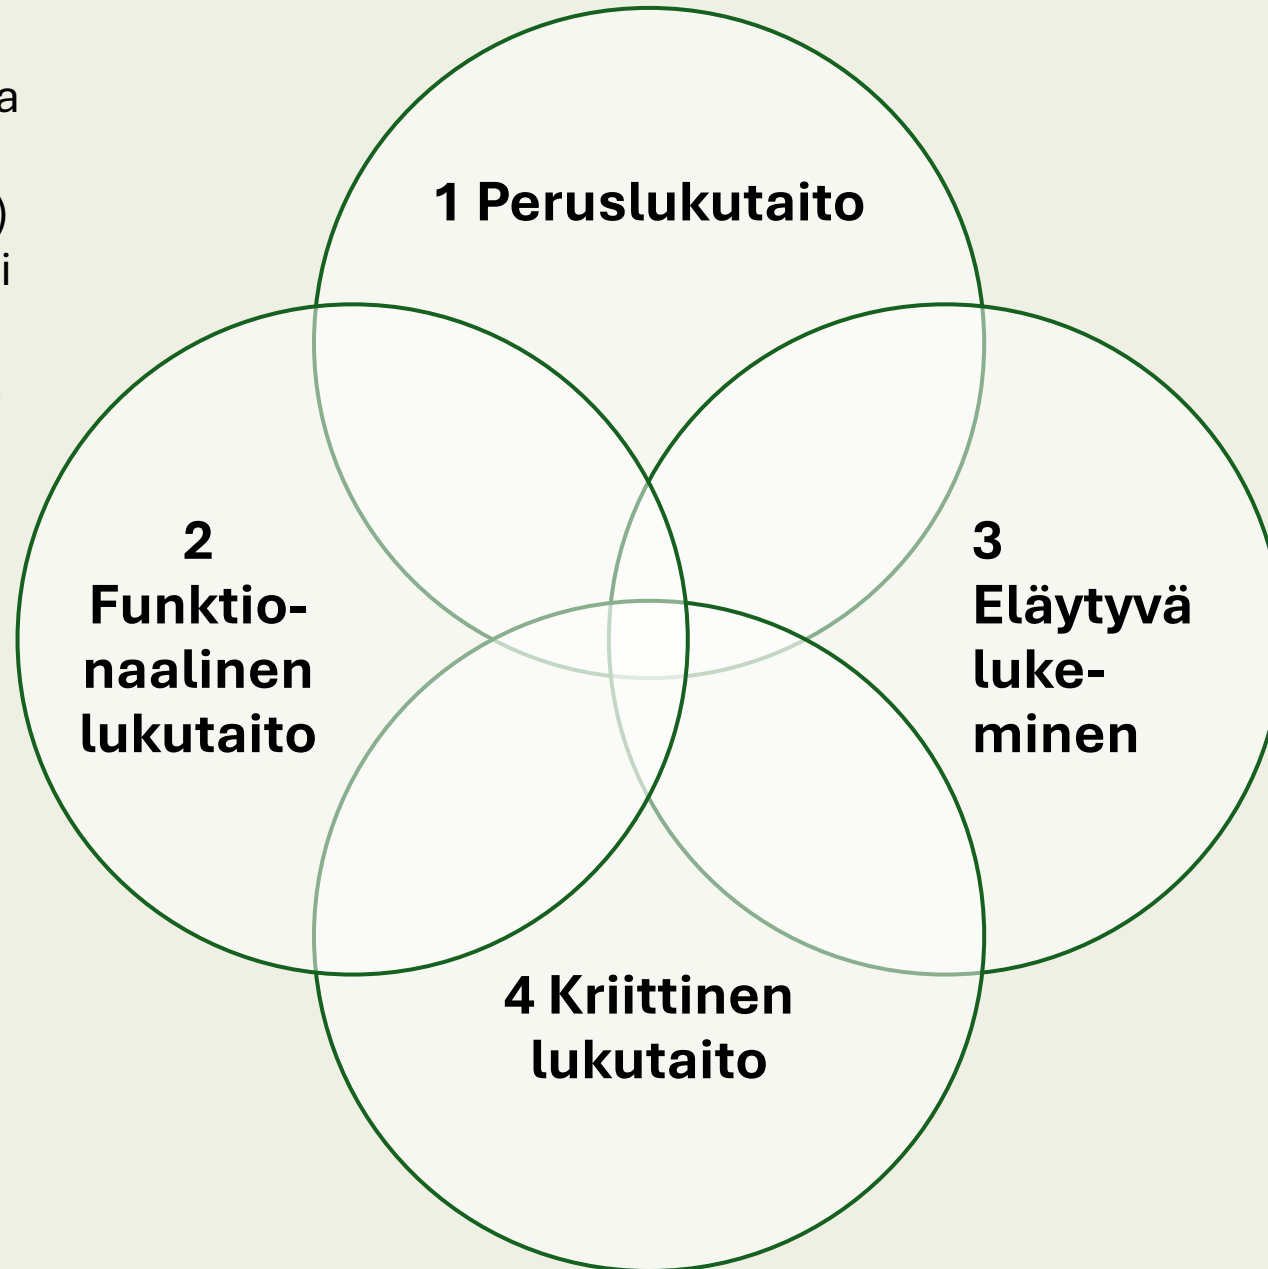 a
)
i
1 Peruslukutaito
2
Funktio-
naalinen
lukutaito
3
Eläytyvä
luke-
minen
4 Kriittinen
lukutaito